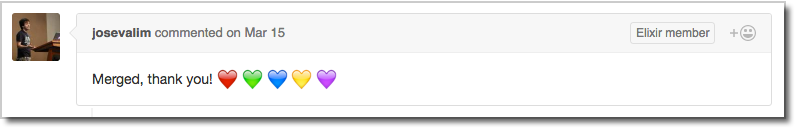 josevalim commented on Mar 15 Elixir member
Merged, thank you! ❤️ 💚 💙 💛 💜